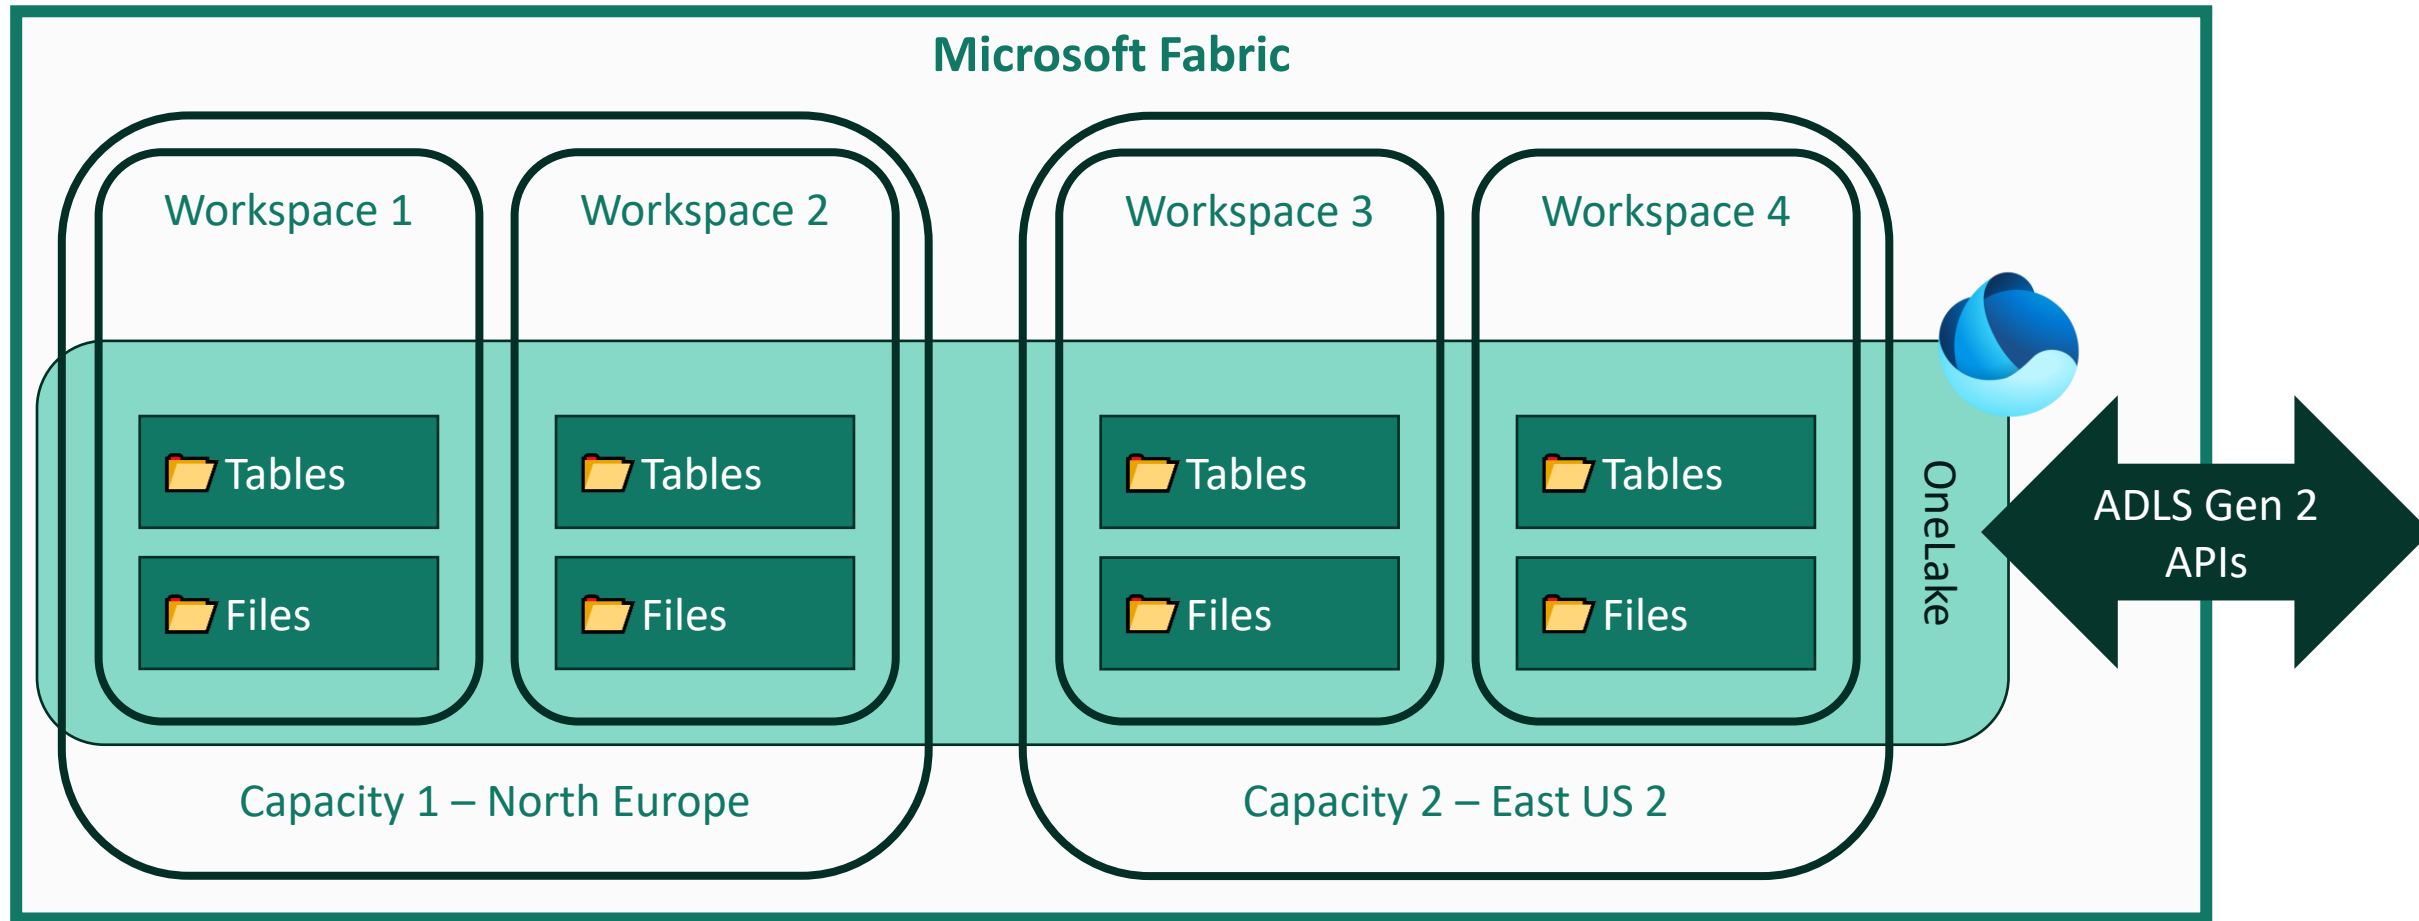 Microsoft Fabric
Workspace 1
Workspace 2
Workspace 3
Workspace 4
Tables
Tables
Tables
Tables
Files
Files
Files
Files
OneLake
ADLS Gen 2
APIs
Capacity 1 – North Europe
Capacity 2 – East US 2